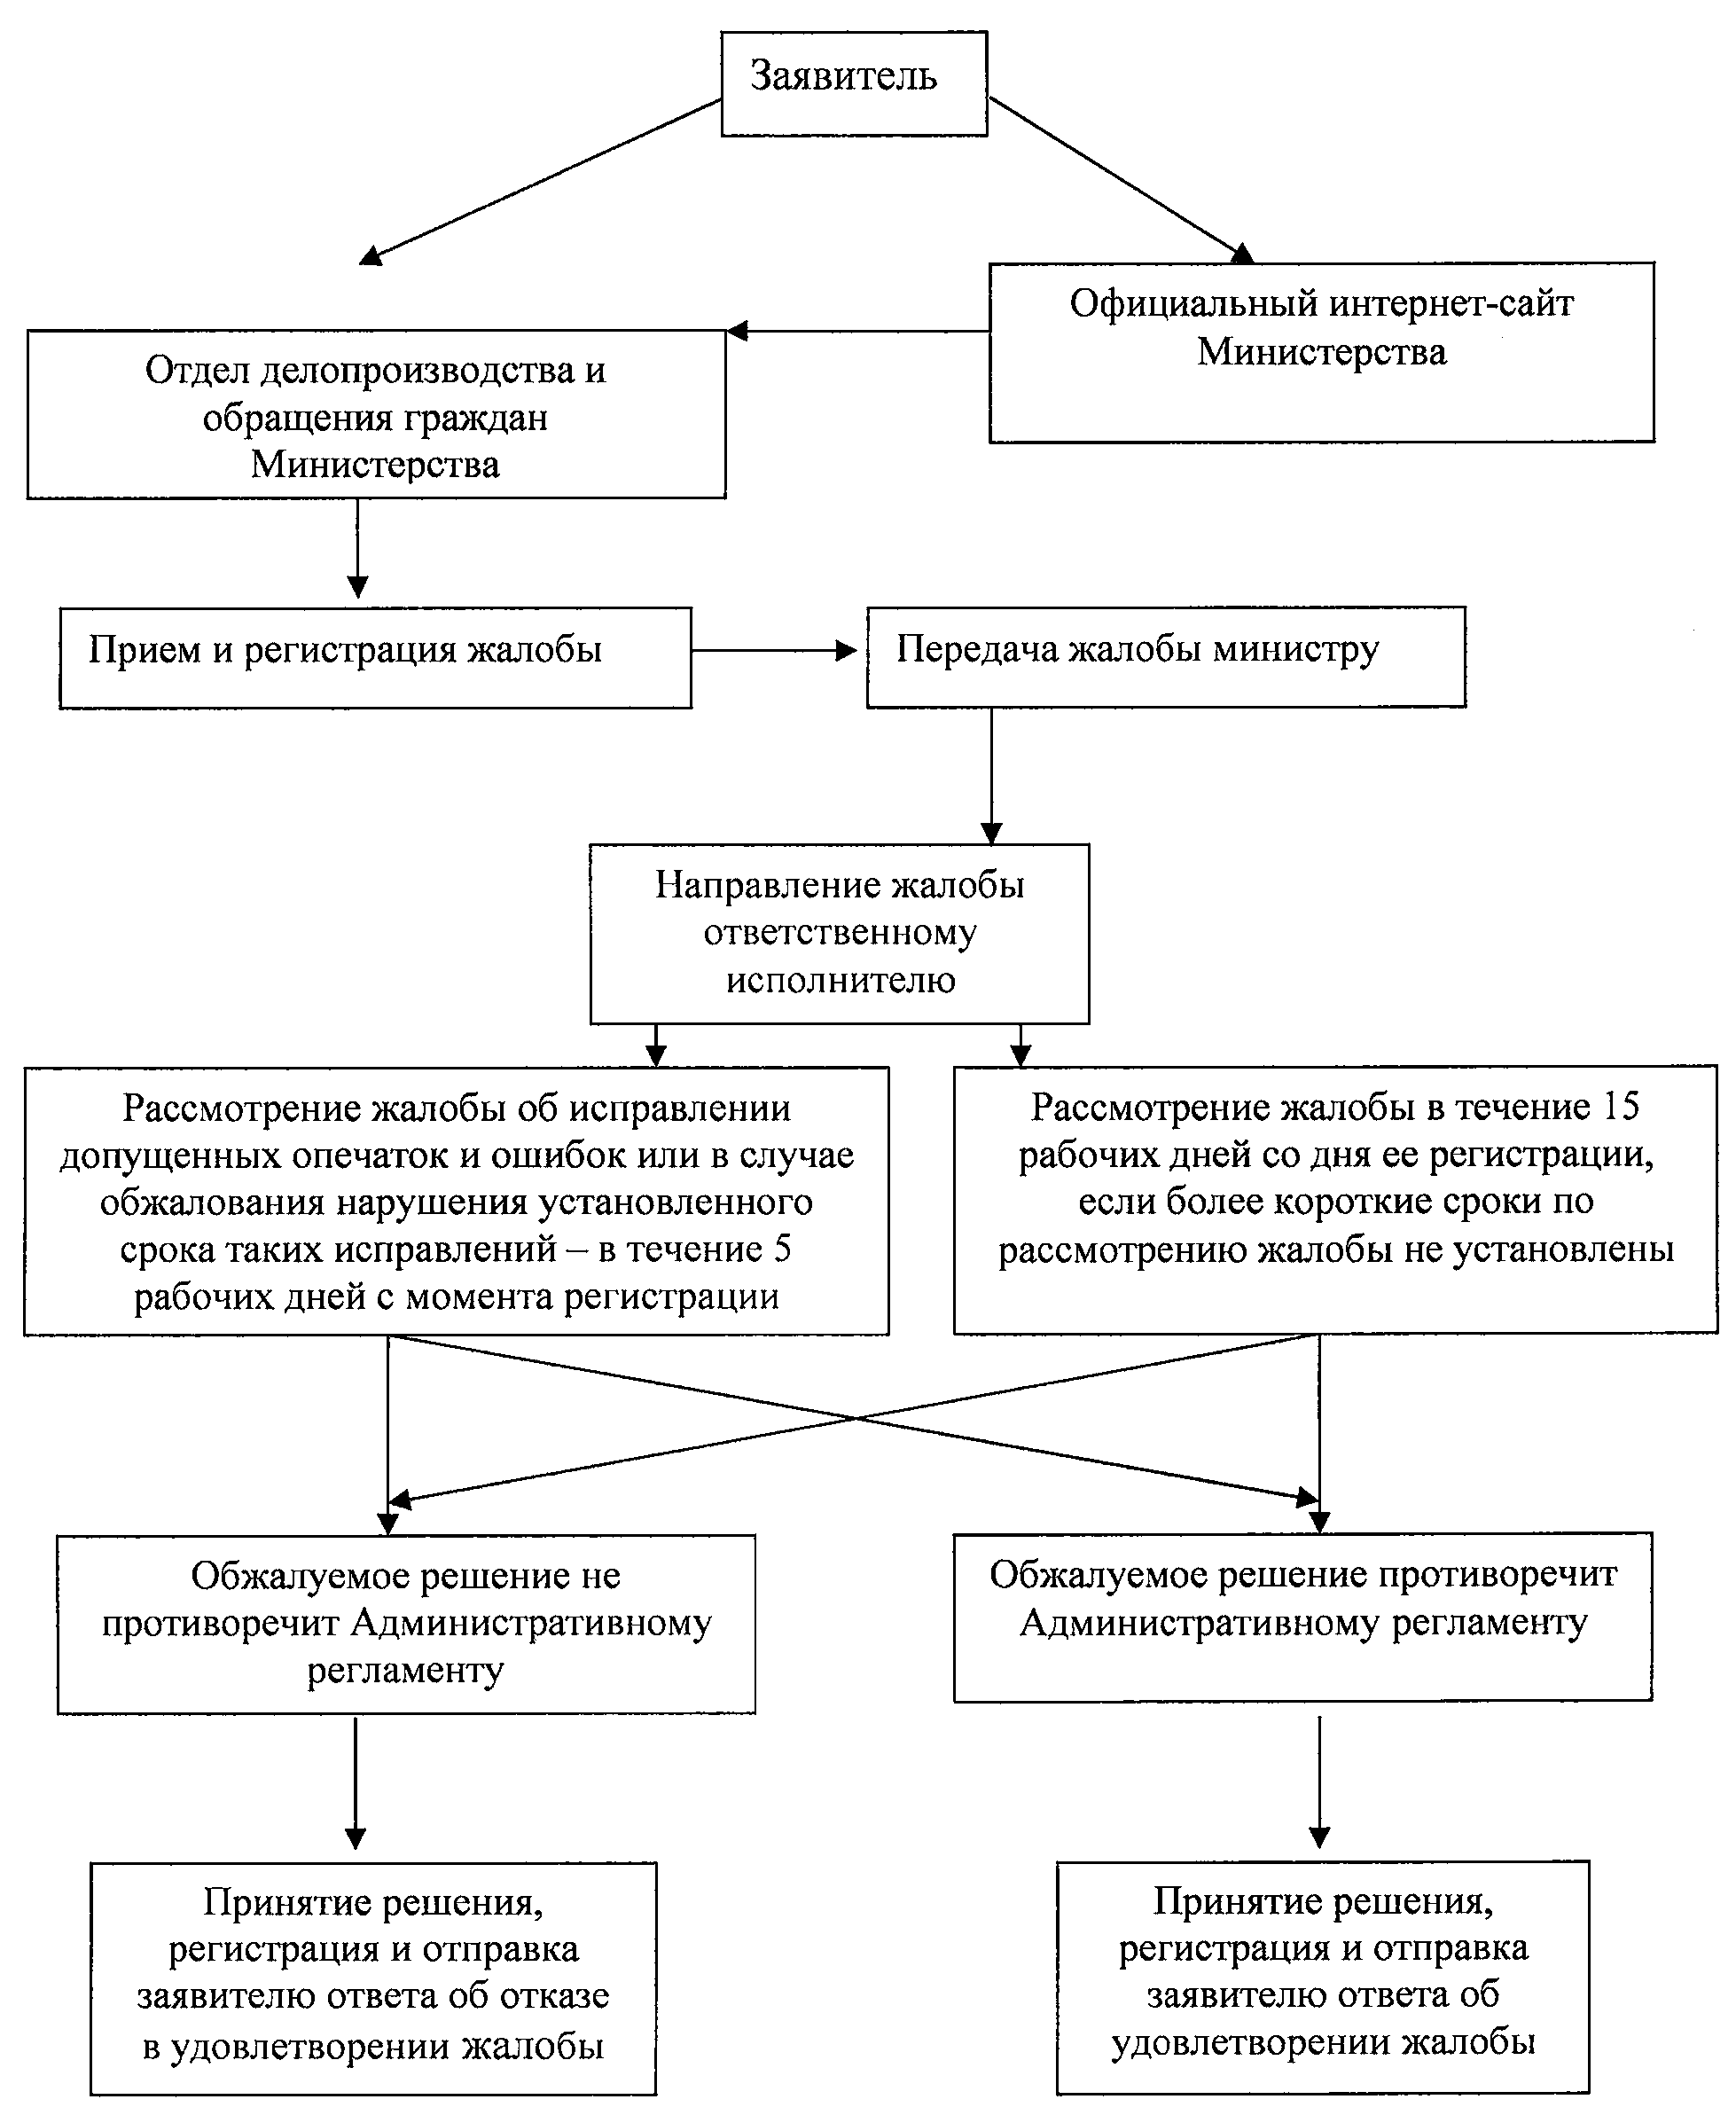 Заявитель
Официальный интернет-сайт
Министерства
Отдел делопроизводства и
обращения граждан
Министерства
Прием и регистрация жалобы
Передача жалобы министру
Направление жалобы
ответственному
исполнителю
Рассмотрение жалобы об исправлении
допущенных опечаток и ошибок или в случае
обжалования нарушения установленного
срока таких исправлений – в течение 5
рабочих дней с момента регистрации
Рассмотрение жалобы в течение 15
рабочих дней со дня ее регистрации,
если более короткие сроки по
рассмотрению жалобы не установлены
Обжалуемое решение не
противоречит Административному
регламенту
Обжалуемое решение противоречит
Административному регламенту
Принятие решения,
регистрация и отправка
заявителю ответа об отказе
в удовлетворении жалобы
Принятие решения,
регистрация и отправка
заявителю ответа об
удовлетворении жалобы